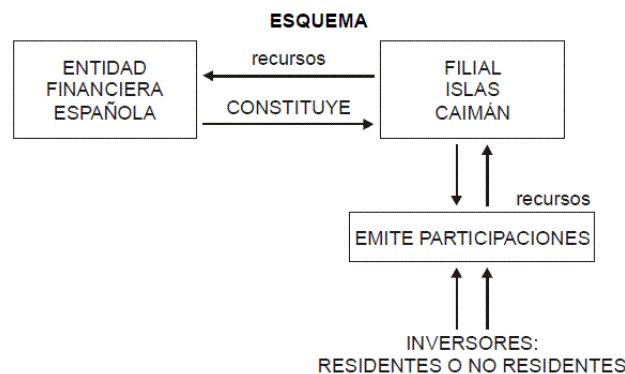 ESQUEMA
ENTIDAD
FINANCIERA
ESPAÑOLA
recursos
CONSTITUYE
FILIAL
ISLAS
CAIMÁN
recursos
EMITE PARTICIPACIONES
INVERSORES:
RESIDENTES O NO RESIDENTES